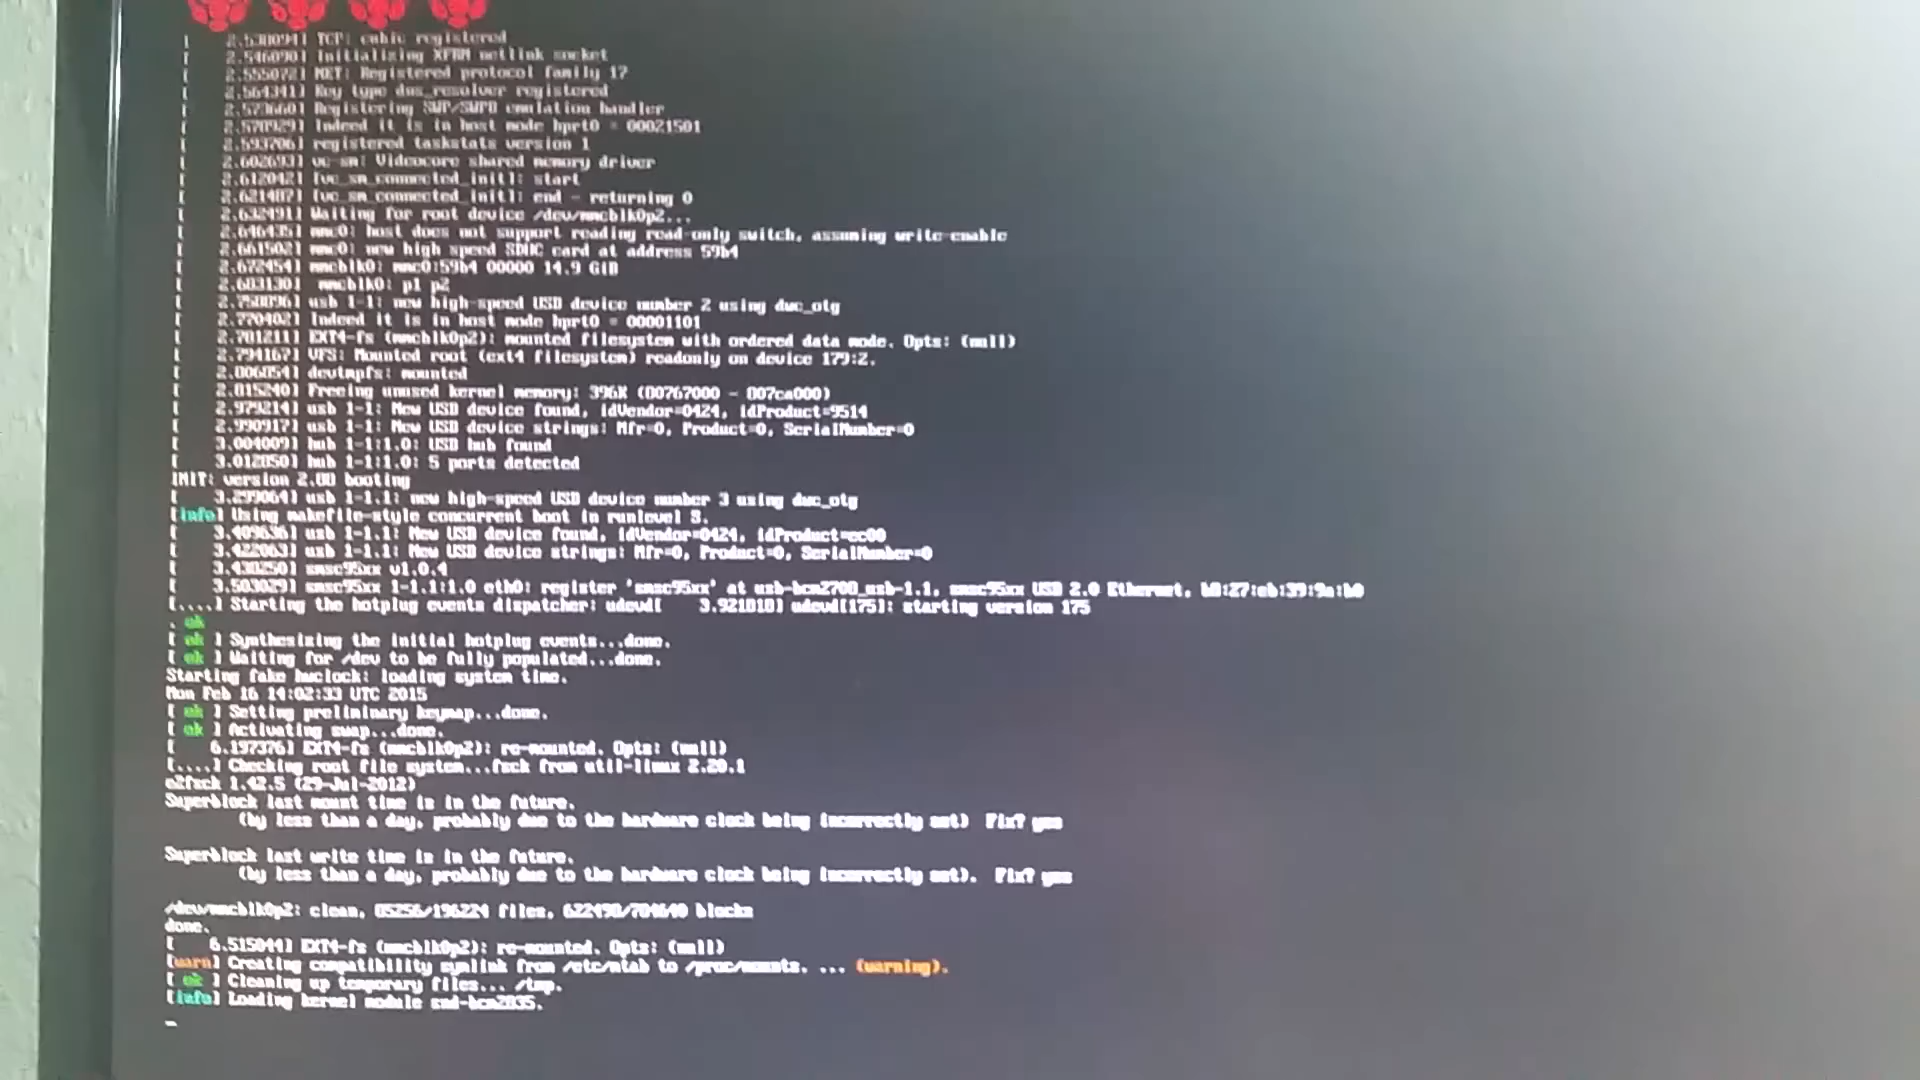 [    2.538094] TCP: cubic registered
[    2.546090] Initializing XFRM netlink socket
[    2.555072] NET: Registered protocol family 17
[    2.564341] Key type dns_resolver registered
[    2.573660] Registering SWP/SWPB emulation handler
[    2.578929] Indeed it is in host mode hprt0 = 00021501
[    2.593706] registered taskstats version 1
[    2.602693] vc-sm: Videocore shared memory driver
[    2.612042] [vc_sm_connected_init]: start
[    2.621487] [vc_sm_connected_init]: end - returning 0
[    2.632491] Waiting for root device /dev/mmcblk0p2...
[    2.646435] mmc0: host does not support reading read-only switch, assuming write-enable
[    2.661502] mmc0: new high speed SDHC card at address 59b4
[    2.672454] mmcblk0: mmc0:59b4 00000 14.9 GiB
[    2.683130]  mmcblk0: p1 p2
[    2.758896] usb 1-1: new high-speed USB device number 2 using dwc_otg
[    2.770402] Indeed it is in host mode hprt0 = 00001101
[    2.781211] EXT4-fs (mmcblk0p2): mounted filesystem with ordered data mode. Opts: (null)
[    2.794167] VFS: Mounted root (ext4 filesystem) readonly on device 179:2.
[    2.806854] devtmpfs: mounted
[    2.815240] Freeing unused kernel memory: 396K (80767000 - 807ca000)
[    2.979214] usb 1-1: New USB device found, idVendor=0424, idProduct=9514
[    2.990917] usb 1-1: New USB device strings: Mfr=0, Product=0, SerialNumber=0
[    3.004009] hub 1-1:1.0: USB hub found
[    3.012850] hub 1-1:1.0: 5 ports detected
INIT: version 2.88 booting
[    3.299064] usb 1-1.1: new high-speed USB device number 3 using dwc_otg
[info] Using makefile-style concurrent boot in runlevel S.
[    3.409636] usb 1-1.1: New USB device found, idVendor=0424, idProduct=ec00
[    3.422063] usb 1-1.1: New USB device strings: Mfr=0, Product=0, SerialNumber=0
[    3.438250] smsc95xx v1.0.4
[    3.503029] smsc95xx 1-1.1:1.0 eth0: register 'smsc95xx' at usb-bcm2708_usb-1.1, smsc95xx USB 2.0 Ethernet, b8:27:eb:39:9a:b0
[....] Starting the hotplug events dispatcher: udevd[    3.921818] udevd[175]: starting version 175
. ok
[ ok ] Synthesizing the initial hotplug events...done.
[ ok ] Waiting for /dev to be fully populated...done.
Starting fake hwclock: loading system time.
Mon Feb 16 14:02:33 UTC 2015
[ ok ] Setting preliminary keymap...done.
[ ok ] Activating swap...done.
[    6.197376] EXT4-fs (mmcblk0p2): re-mounted. Opts: (null)
[....] Checking root file system...fsck from util-linux 2.20.1
e2fsck 1.42.5 (29-Jul-2012)
Superblock last mount time is in the future.
(by less than a day, probably due to the hardware clock being incorrectly set)  Fix? yes
Superblock last write time is in the future.
(by less than a day, probably due to the hardware clock being incorrectly set).  Fix? yes
/dev/mmcblk0p2: clean, 85256/196224 files, 622498/784640 blocks
done.
[    6.515044] EXT4-fs (mmcblk0p2): re-mounted. Opts: (null)
[warn] Creating compatibility symlink from /etc/mtab to /proc/mounts. ... (warning).
[ ok ] Cleaning up temporary files... /tmp.
[info] Loading kernel module snd-bcm2835.